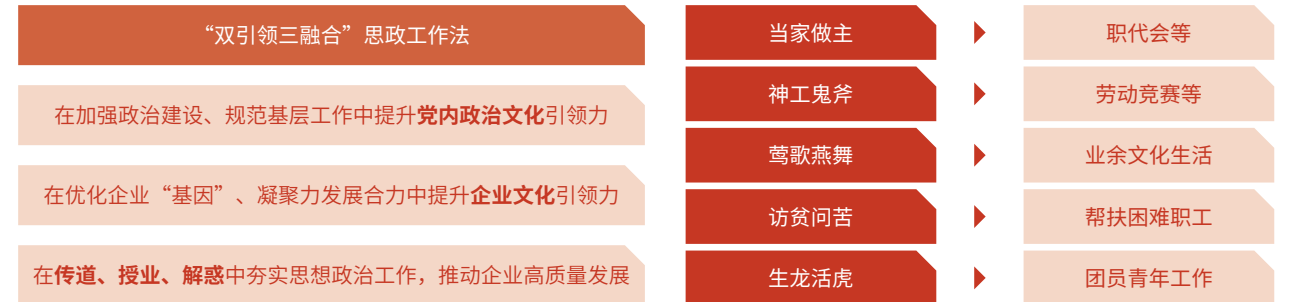 “双引领三融合”思政工作法
在加强政治建设、规范基层工作中提升党内政治文化引领力
在优化企业“基因”、凝聚力发展合力中提升企业文化引领力
在传道、授业、解惑中夯实思想政治工作，推动企业高质量发展
当家做主
职代会等
神工鬼斧
劳动竞赛等
莺歌燕舞
业余文化生活
访贫问苦
帮扶困难职工
生龙活虎
团员青年工作